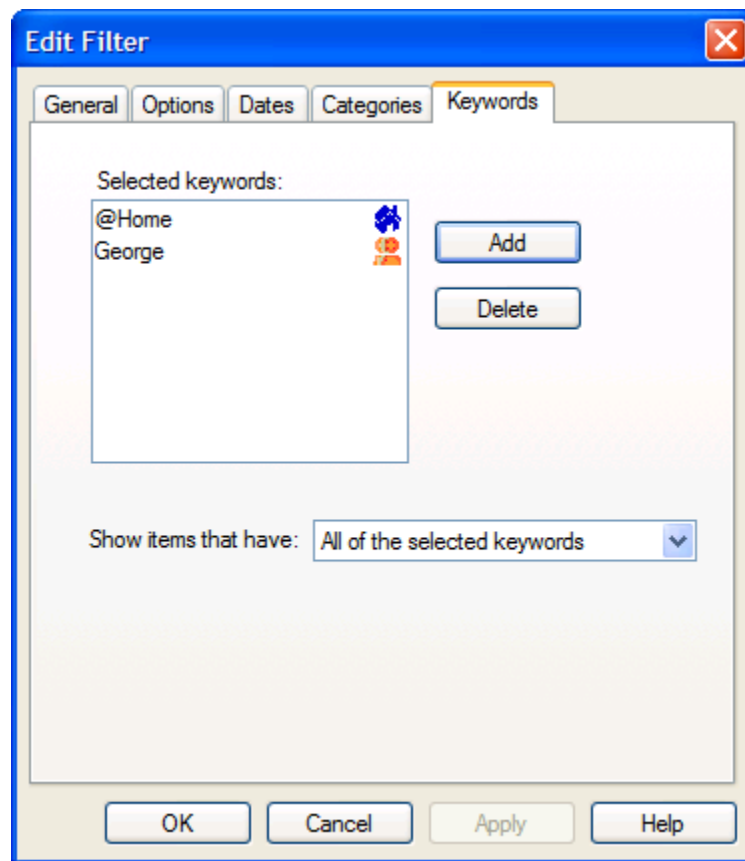 Edit Filter
General Options Dates Categories Keywords
Selected keywords:
@Home
George
Add
Delete
Show items that have: All of the selected keywords
OK Cancel Apply Help